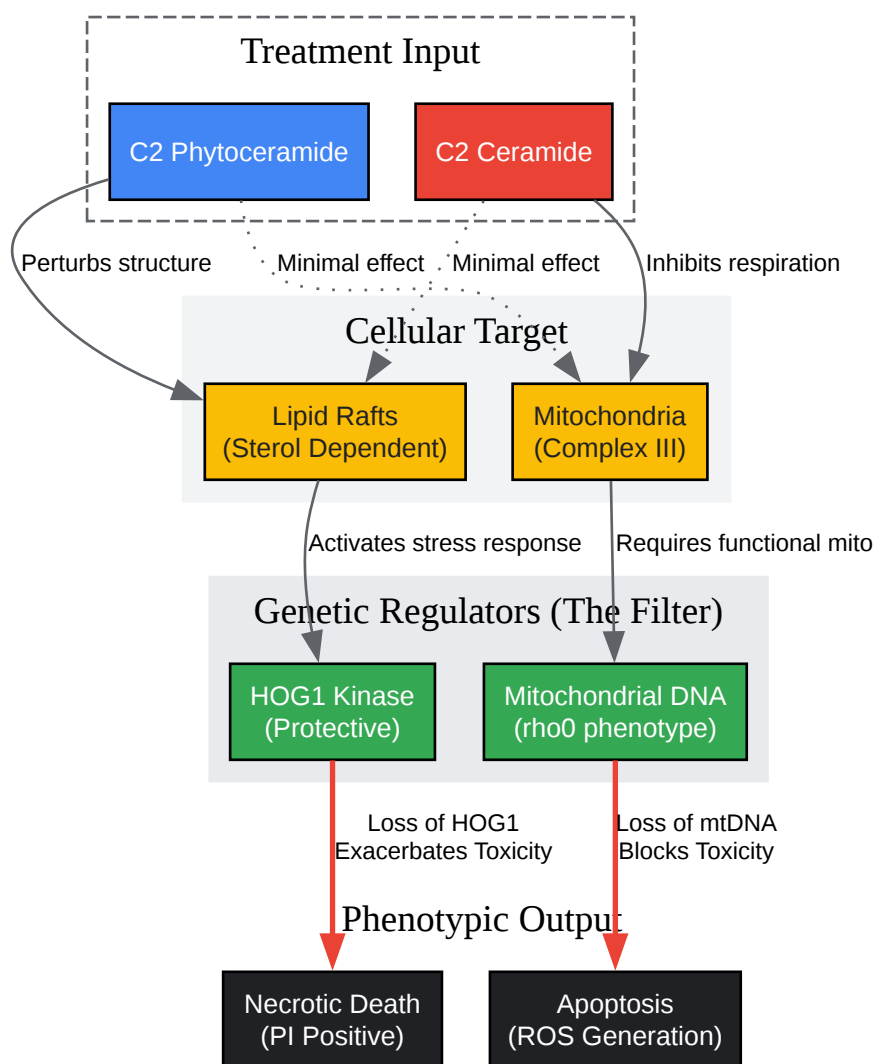 Treatment Input
C2 Phytoceramide
C2 Ceramide
Perturbs structure
Minimal effect
Minimal effect
Inhibits respiration
Cellular Target
Lipid Rafts
(Sterol Dependent)
Mitochondria
(Complex III)
Activates stress response
Requires functional mito
Genetic Regulators (The Filter)
HOG1 Kinase
(Protective)
Mitochondrial DNA
(rho0 phenotype)
Loss of HOG1
Exacerbates Toxicity
Loss of mtDNA
Blocks Toxicity
Phenotypic Output
Necrotic Death
(PI Positive)
Apoptosis
(ROS Generation)